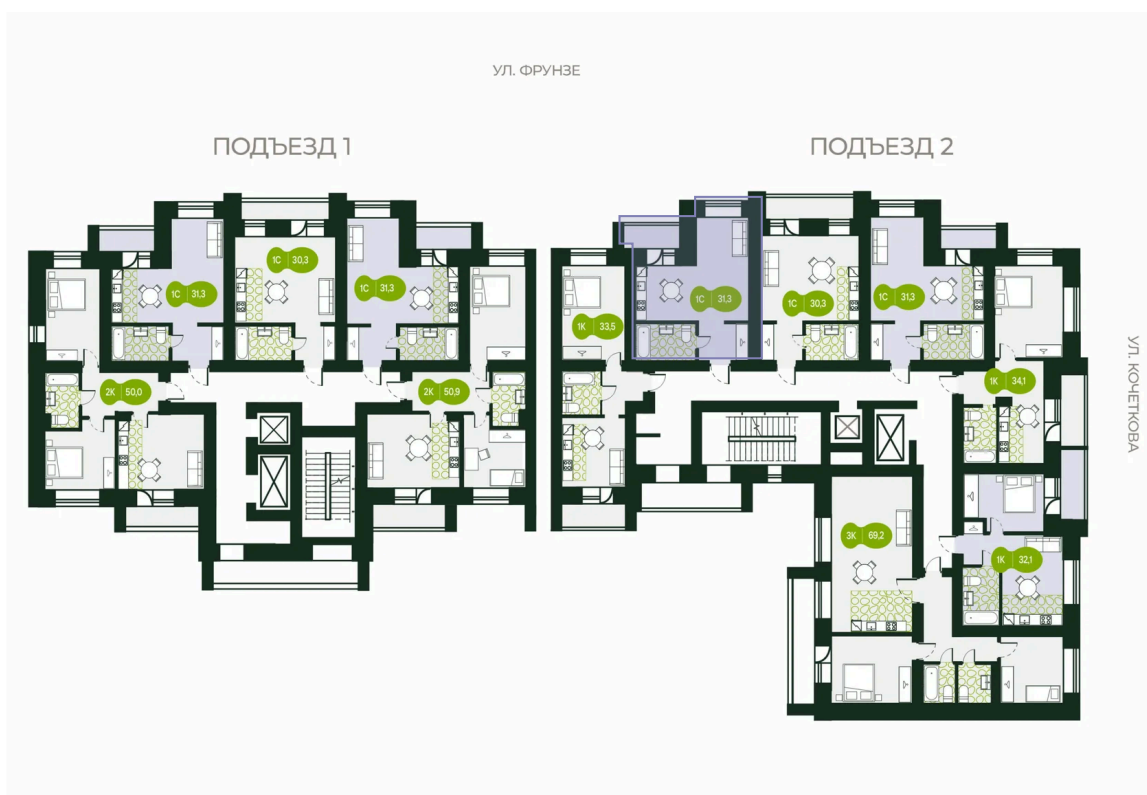 УЛ. ФРУНЗЕ
ПОДЪЕЗД 1
ПОДЪЕЗД 2
1С 30,3
1С 31,3
1С 31,3
2К 50,0
2К 50,9
1С 31,3
1С 30,3
1С 31,3
1К 33,5
1К 34,1
3К 69,2
1К 32,1
УЛ. КОЧЕТКОВА